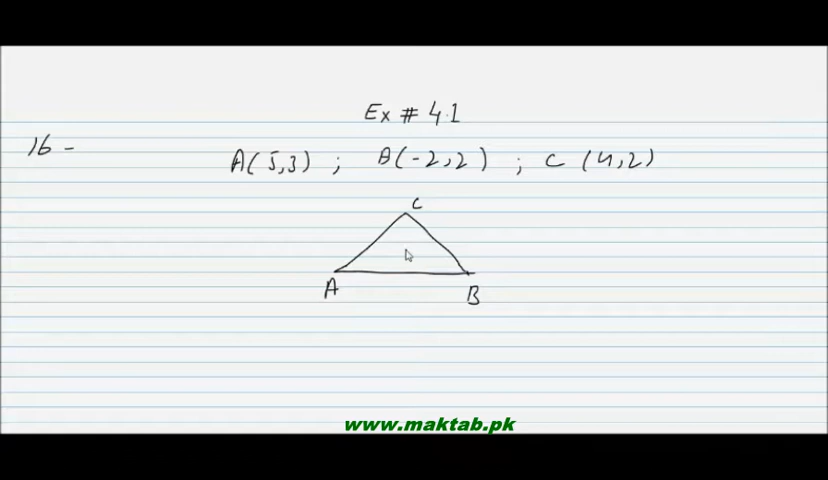 Ex # 4.1
16 -
A(5,3) ; B(-2,2) ; C (4,2)
C
A
B
www.maktab.pk